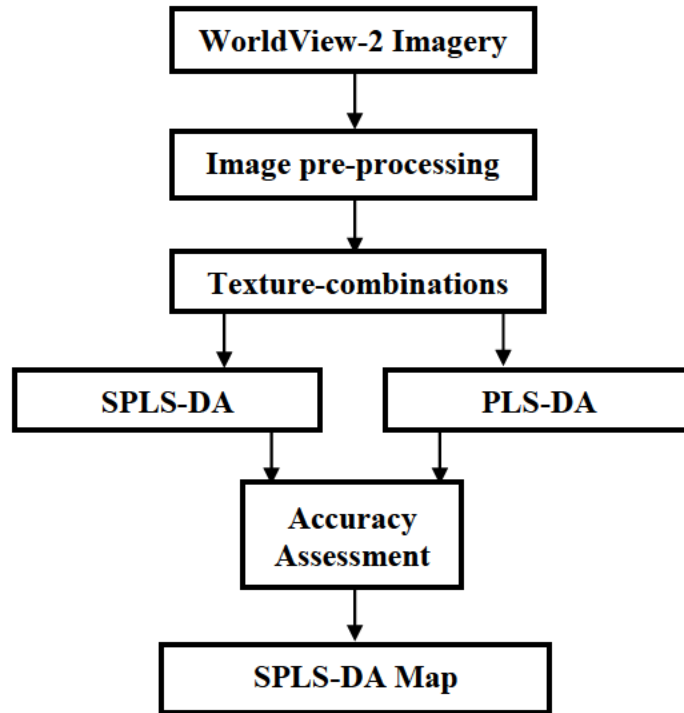 WorldView-2 Imagery
Image pre-processing
Texture-combinations
SPLS-DA
PLS-DA
Accuracy
Assessment
SPLS-DA Map